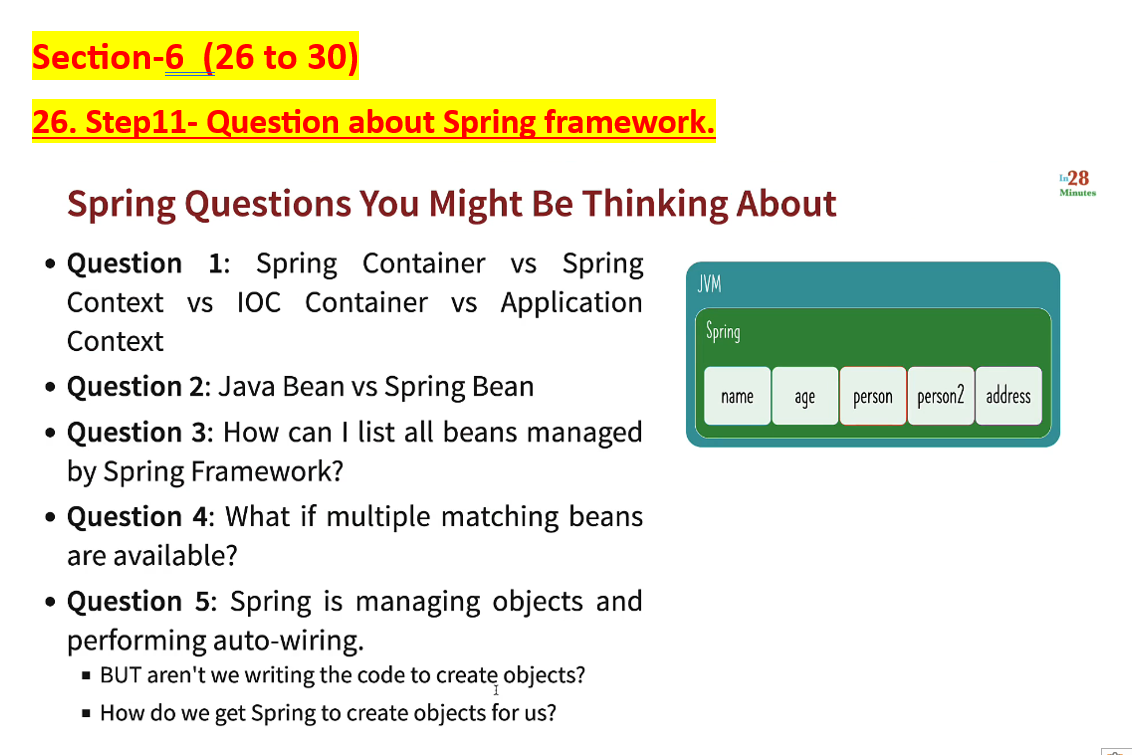 Section-6 (26 to 30)
26. Step11- Question about Spring framework.
In28
Minutes
Spring Questions You Might Be Thinking About
• Question 1: Spring Container vs Spring
Context vs IOC Container vs Application
Context
• Question 2: Java Bean vs Spring Bean
• Question 3: How can I list all beans managed
by Spring Framework?
• Question 4: What if multiple matching beans
are available?
• Question 5: Spring is managing objects and
performing auto-wiring.
▪ BUT aren't we writing the code to create objects?
▪ How do we get Spring to create objects for us?
JVM
Spring
name age person person2 address